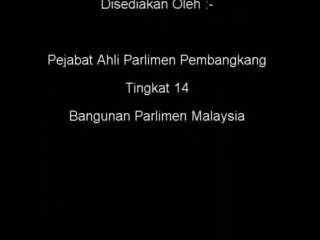 Disediakan Oleh :-
Pejabat Ahli Parlimen Pembangkang
Tingkat 14
Bangunan Parlimen Malaysia